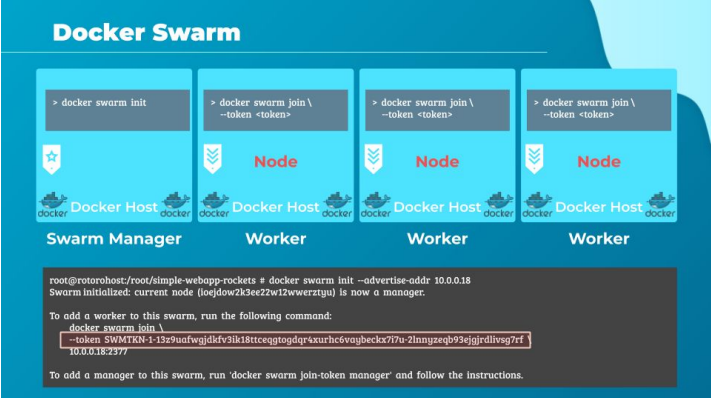 Docker Swarm
> docker swarm init
> docker swarm join \
--token <token>
> docker swarm join \
--token <token>
> docker swarm join \
--token <token>
Node
Node
Node
docker Docker Host docker
docker Docker Host docker
docker Docker Host docker
docker Docker Host docker
Swarm Manager
Worker
Worker
Worker
root@rotorohost:/root/simple-webapp-rockets # docker swarm init --advertise-addr 10.0.0.18
Swarm initialized: current node (ioejdow2k3ee22w12wwerztyu) is now a manager.
To add a worker to this swarm, run the following command:
docker swarm join \
--token SWMTKN-1-13z9uafwgjdkfv3ik18ttceqgtogdqr4xurhc6vaybeckx7i7u-2lnnyzeqb93ejgjrdlivsg7rf \
10.0.0.18:2377
To add a manager to this swarm, run 'docker swarm join-token manager' and follow the instructions.